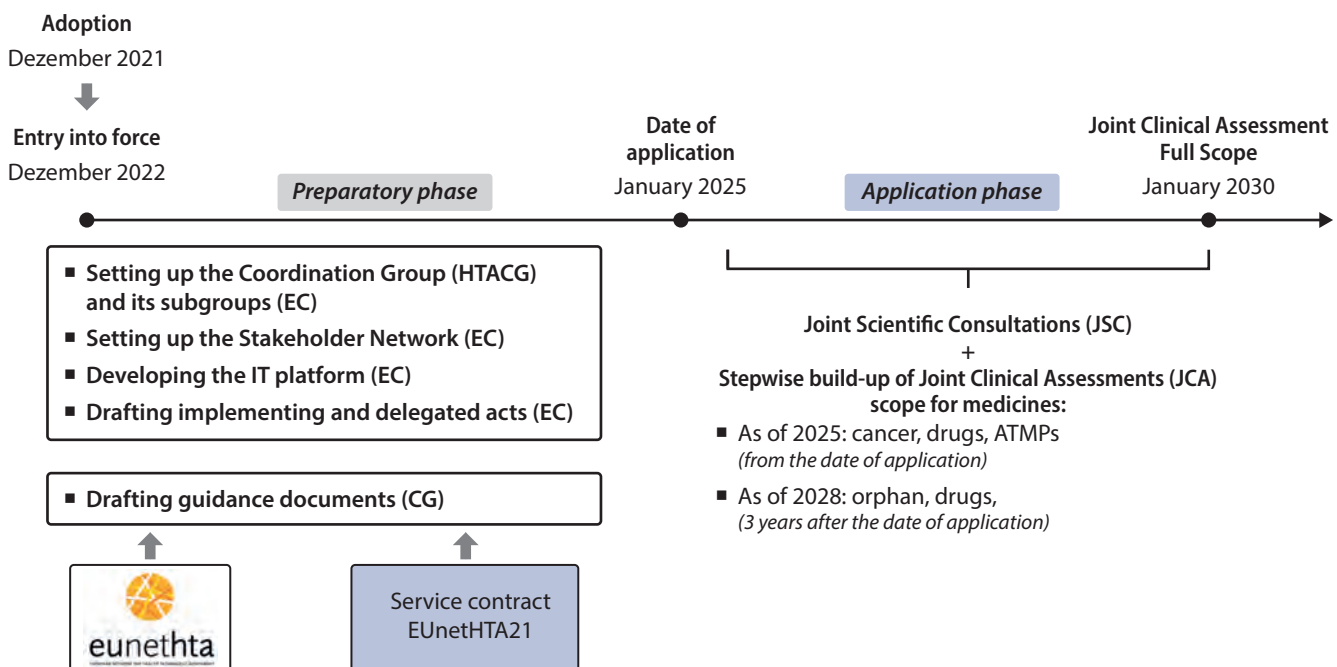 Adoption
Dezember 2021
Entry into force
Dezember 2022
Preparatory phase
Date of
application
January 2025
Application phase
Joint Clinical Assessment
Full Scope
January 2030
■ Setting up the Coordination Group (HTACG)
and its subgroups (EC)
■ Setting up the Stakeholder Network (EC)
■ Developing the IT platform (EC)
■ Drafting implementing and delegated acts (EC)
■ Drafting guidance documents (CG)
eunethta
Service contract
EUnetHTA21
Joint Scientific Consultations (JSC)
+
Stepwise build-up of Joint Clinical Assessments (JCA)
scope for medicines:
■ As of 2025: cancer, drugs, ATMPs
(from the date of application)
■ As of 2028: orphan, drugs,
(3 years after the date of application)